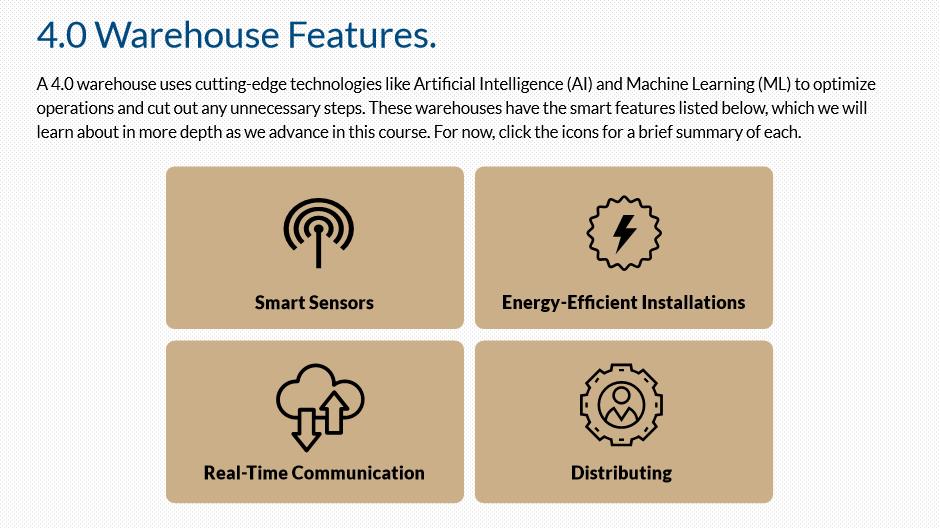 4.0 Warehouse Features.
A 4.0 warehouse uses cutting-edge technologies like Artificial Intelligence (AI) and Machine Learning (ML) to optimize
operations and cut out any unnecessary steps. These warehouses have the smart features listed below, which we will
learn about in more depth as we advance in this course. For now, click the icons for a brief summary of each.
Smart Sensors
Energy-Efficient Installations
Real-Time Communication
Distributing